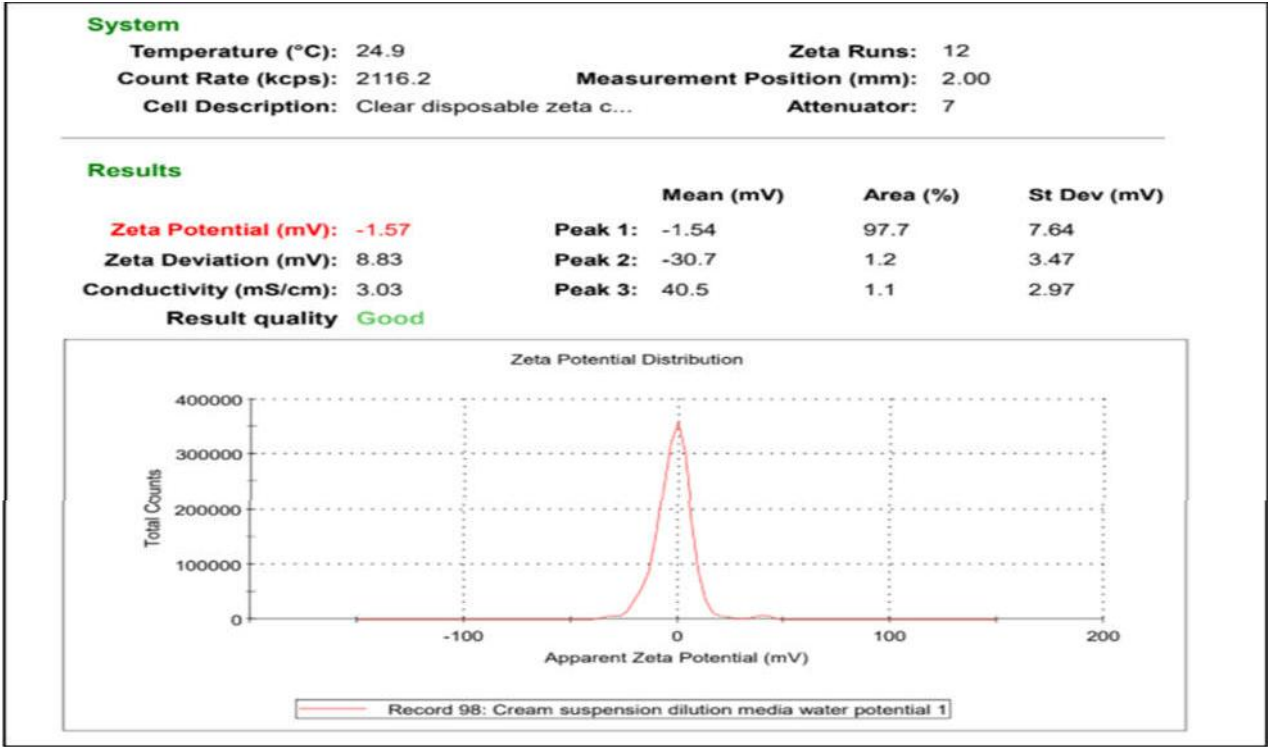 System
Temperature (°C): 24.9 Zeta Runs: 12
Count Rate (kcps): 2116.2 Measurement Position (mm): 2.00
Cell Description: Clear disposable zeta c... Attenuator: 7
Results
Mean (mV) Area (%) St Dev (mV)
Zeta Potential (mV): -1.57 Peak 1: -1.54 97.7 7.64
Zeta Deviation (mV): 8.83 Peak 2: -30.7 1.2 3.47
Conductivity (mS/cm): 3.03 Peak 3: 40.5 1.1 2.97
Result quality Good
Zeta Potential Distribution
400000
300000
200000
100000
0
Total Counts
-100 0 100 200
Apparent Zeta Potential (mV)
Record 98: Cream suspension dilution media water potential 1